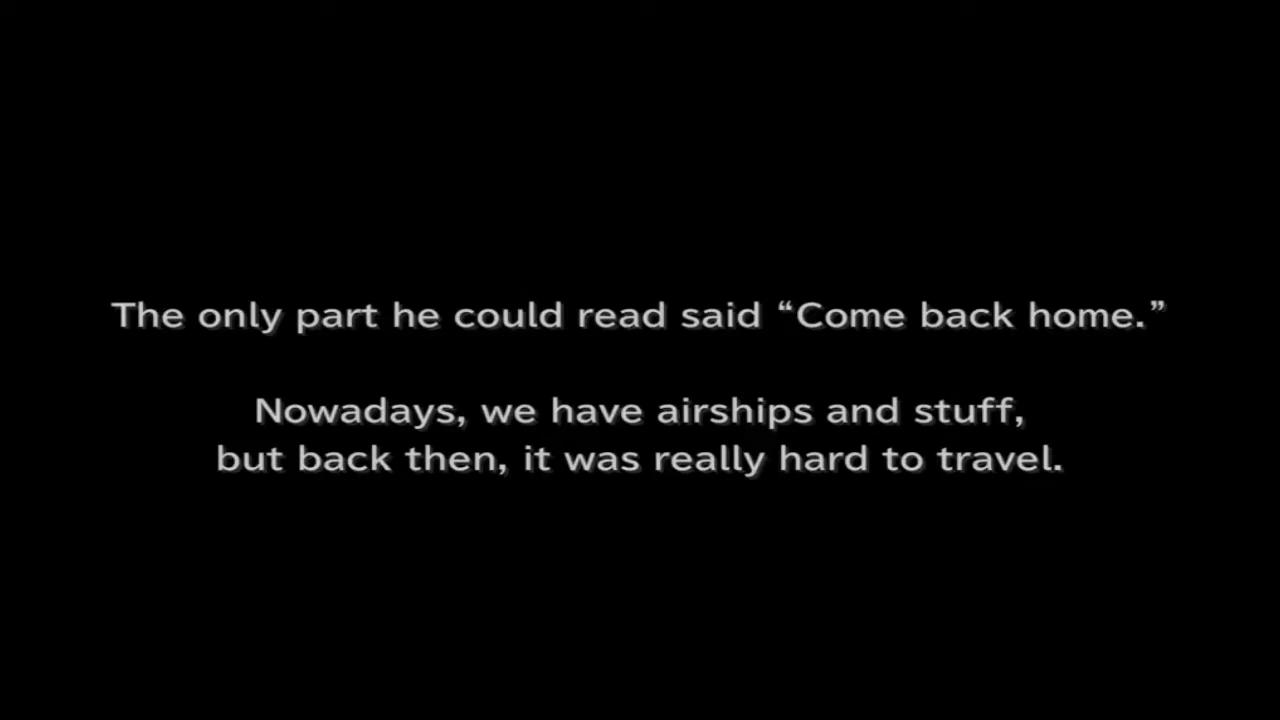 The only part he could read said “Come back home.”
Nowadays, we have airships and stuff,
but back then, it was really hard to travel.